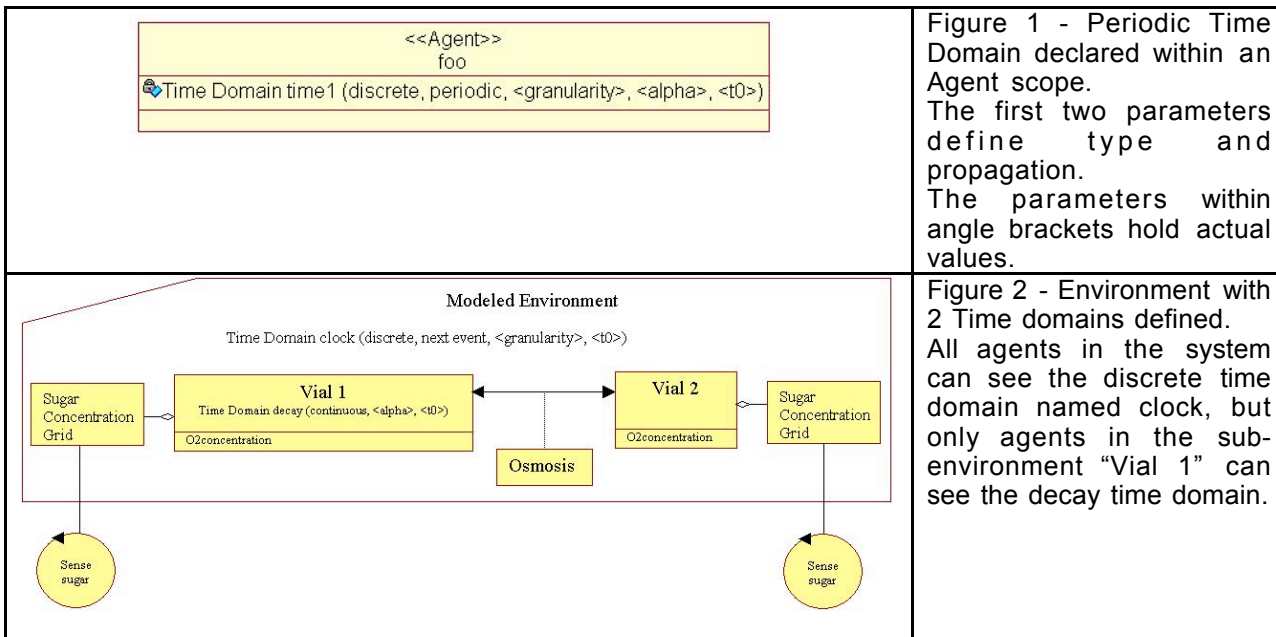 <<Agent>>
foo
Time Domain time1 (discrete, periodic, <granularity>, <alpha>, <t0>)
Figure 1 - Periodic Time
Domain declared within an
Agent scope.
The first two parameters
define type and
propagation.
The parameters within
angle brackets hold actual
values.
Modeled Environment
Time Domain clock (discrete, next event, <granularity>, <t0>)
Sugar
Concentration
Grid
Vial 1
Time Domain decay (continuous, <alpha>, <t0>)
O2concentration
Osmosis
Vial 2
O2concentration
Sugar
Concentration
Grid
Sense
sugar
Sense
sugar
Figure 2 - Environment with
2 Time domains defined.
All agents in the system
can see the discrete time
domain named clock, but
only agents in the sub-
environment “Vial 1” can
see the decay time domain.